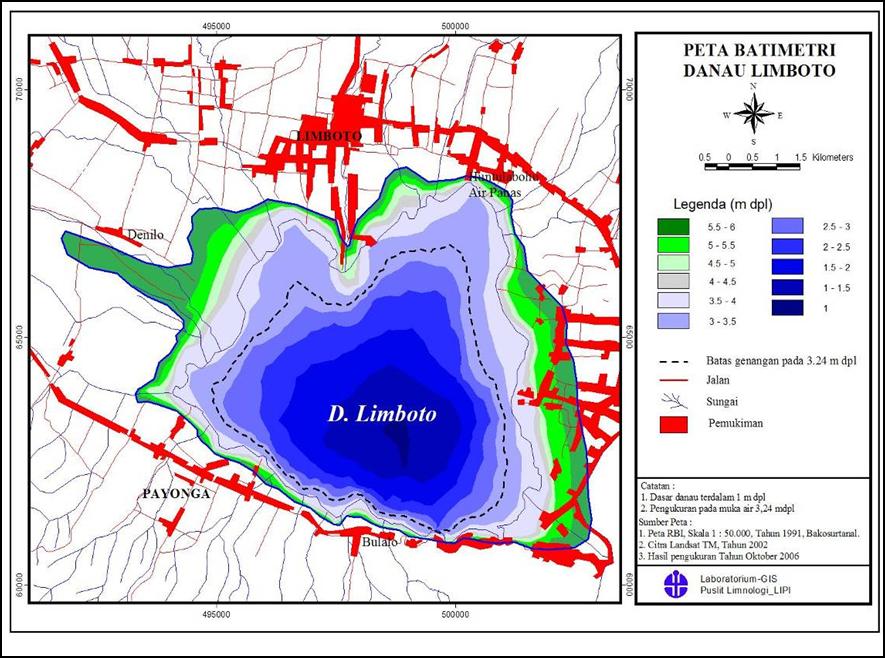 495000
500000
70000
70000
65000
65000
60000
60000
495000
500000
LIMBOTO
Air Panas
Denilo
D. Limboto
PAYONGA
Bulalo
PETA BATIMETRI
DANAU LIMBOTO
N
W E
S
0.5 0 0.5 1 1.5 Kilometers
Legenda (m dpl)
5.5 - 6
5 - 5.5
4.5 - 5
4 - 4.5
3.5 - 4
3 - 3.5
2.5 - 3
2 - 2.5
1.5 - 2
1 - 1.5
1
Batas genangan pada 3.24 m dpl
Jalan
Sungai
Pemukiman
Catatan :
1. Dasar danau terdalam 1 m dpl
2. Pengukuran pada muka air 3,24 mdpl
Sumber Peta :
1. Peta RBI, Skala 1 : 50.000, Tahun 1991, Bakosurtanal.
2. Citra Landsat TM, Tahun 2002
3. Hasil pengukuran Tahun Oktober 2006
Laboratorium-GIS
Puslit Limnologi_LIPI